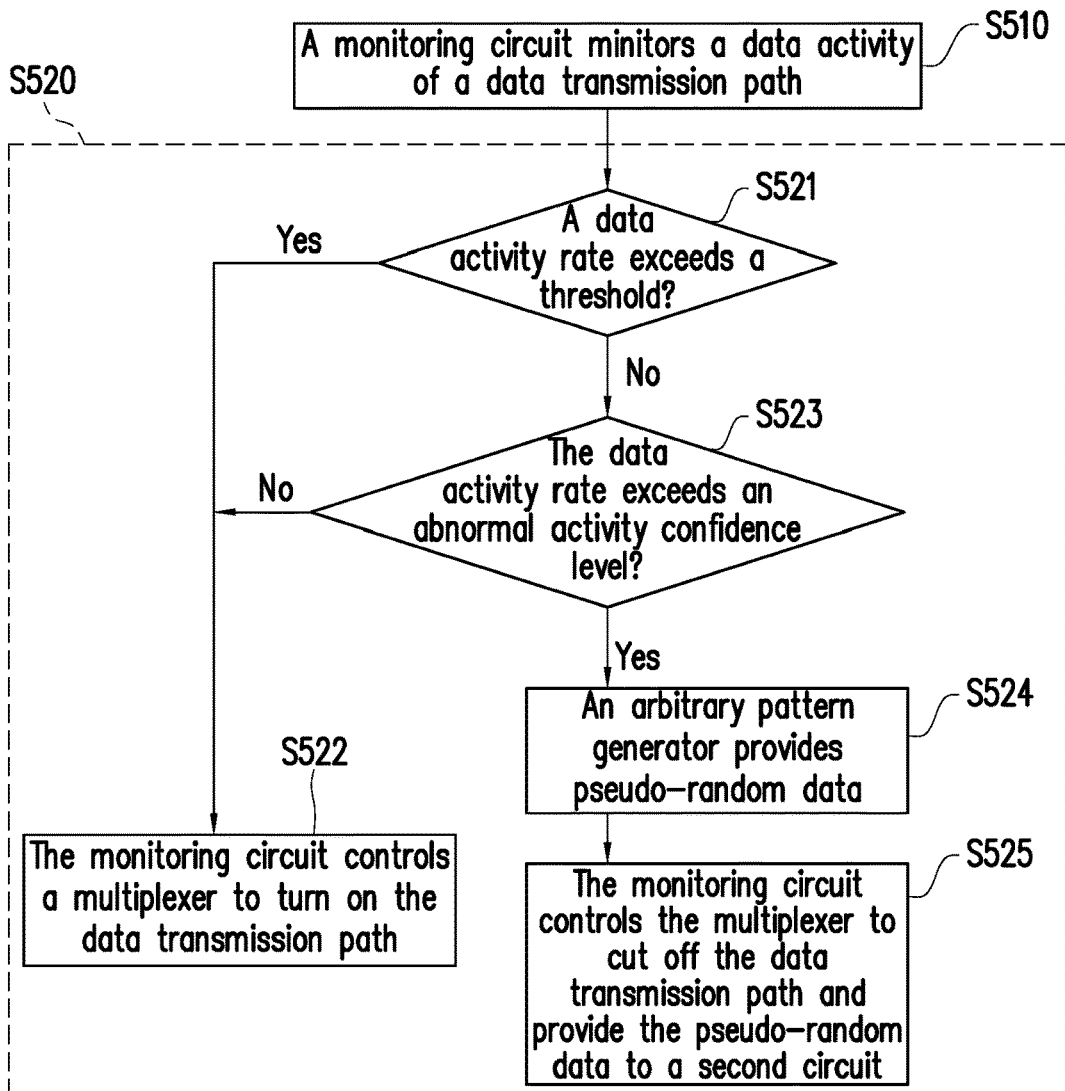 S510
A monitoring circuit minitors a data activity
of a data transmission path
S520
S521
A data
activity rate exceeds a
threshold?
Yes
No
S523
The data
activity rate exceeds an
abnormal activity confidence
level?
No
Yes
S524
An arbitrary pattern
generator provides
pseudo-random data
S522
The monitoring circuit controls
a multiplexer to turn on the
data transmission path
S525
The monitoring circuit
controls the multiplexer to
cut off the data
transmission path and
provide the pseudo-random
data to a second circuit